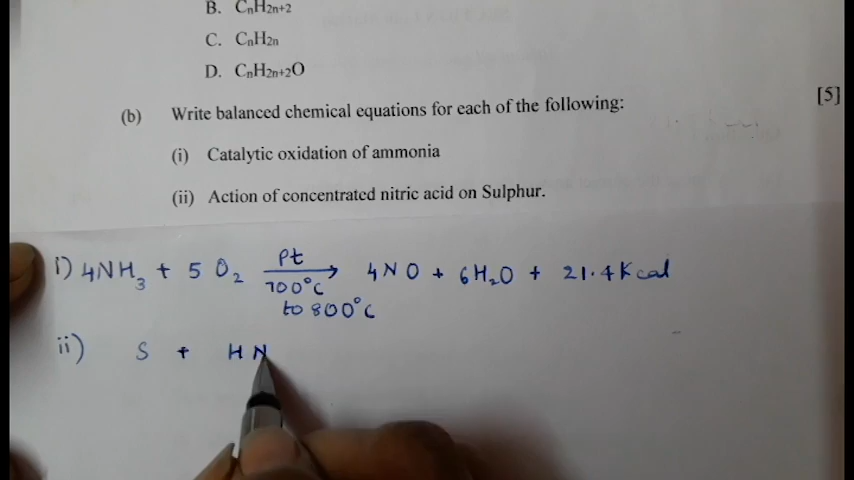 B. CnH2n+2
C. CnH2n
D. CnH2n+2O
(b) Write balanced chemical equations for each of the following: [5]
(i) Catalytic oxidation of ammonia
(ii) Action of concentrated nitric acid on Sulphur.
i) 4NH3 + 5 O2 Pt 4NO + 6H2O + 21.4 Kcal
700°C
to 800°C
ii) S + HN